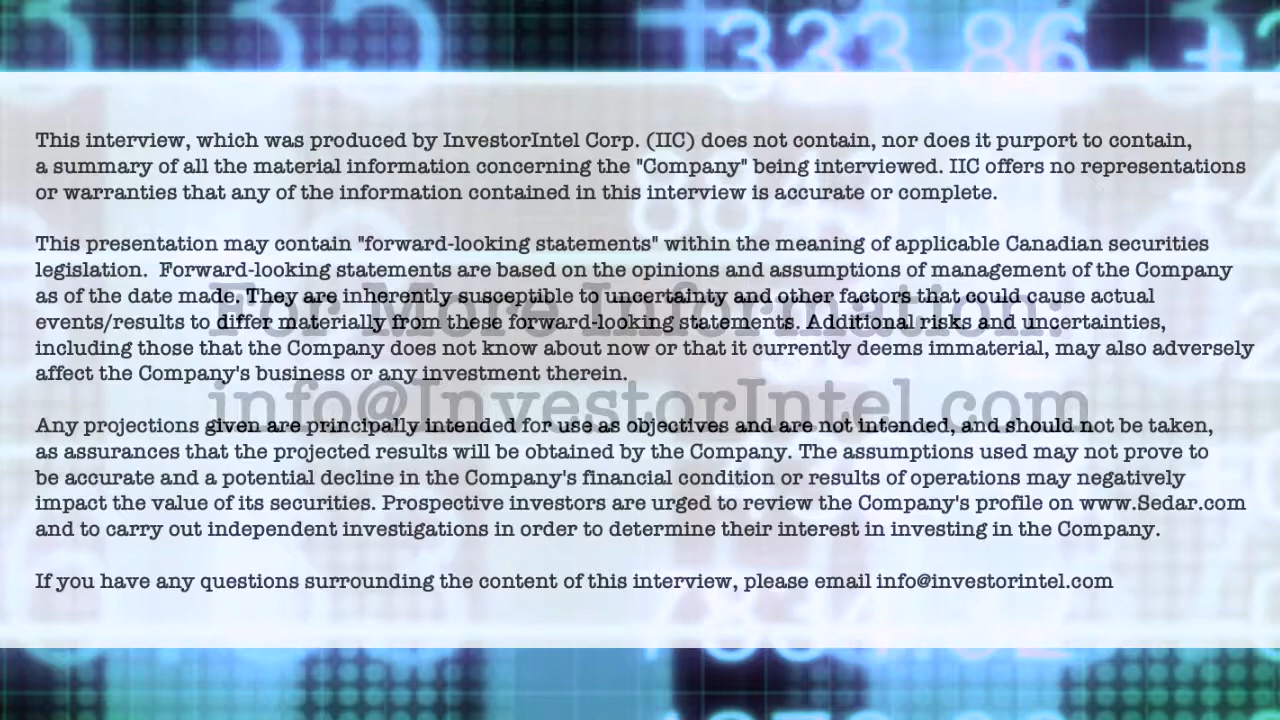 This interview, which was produced by InvestorIntel Corp. (IIC) does not contain, nor does it purport to contain,
a summary of all the material information concerning the "Company" being interviewed. IIC offers no representations
or warranties that any of the information contained in this interview is accurate or complete.
This presentation may contain "forward-looking statements" within the meaning of applicable Canadian securities
legislation.  Forward-looking statements are based on the opinions and assumptions of management of the Company
as of the date made. They are inherently susceptible to uncertainty and other factors that could cause actual
events/results to differ materially from these forward-looking statements. Additional risks and uncertainties,
including those that the Company does not know about now or that it currently deems immaterial, may also adversely
affect the Company's business or any investment therein.
Any projections given are principally intended for use as objectives and are not intended, and should not be taken,
as assurances that the projected results will be obtained by the Company. The assumptions used may not prove to
be accurate and a potential decline in the Company's financial condition or results of operations may negatively
impact the value of its securities. Prospective investors are urged to review the Company's profile on www.Sedar.com
and to carry out independent investigations in order to determine their interest in investing in the Company.
If you have any questions surrounding the content of this interview, please email info@investorintel.com
For More Information:
info@InvestorIntel.com
333.86